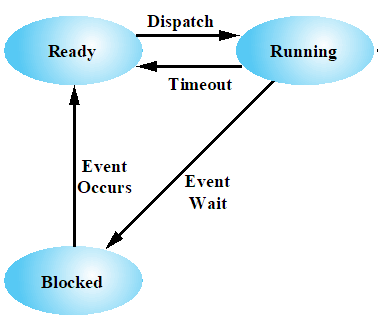 Dispatch
Ready
Running
Timeout
Event
Occurs
Event
Wait
Blocked